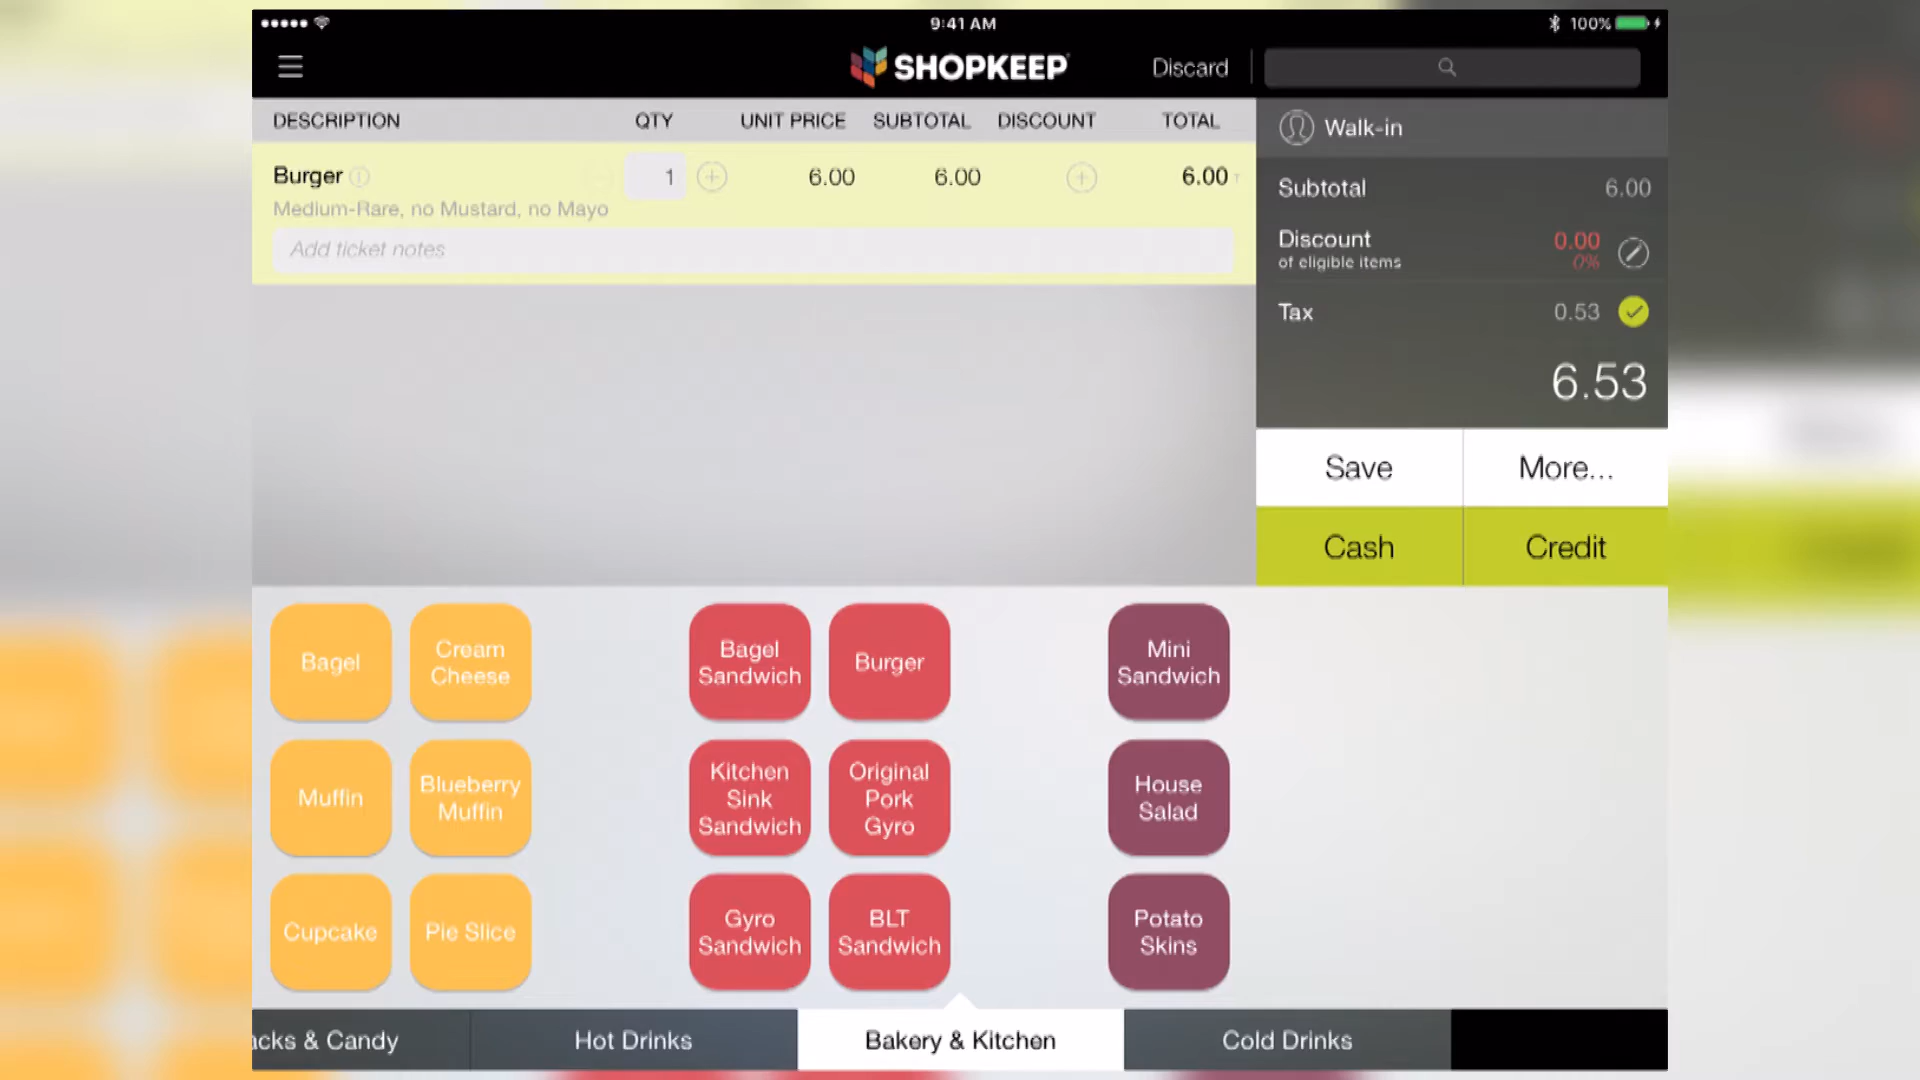 9:41 AM
100%
SHOPKEEP
Discard
DESCRIPTION QTY UNIT PRICE SUBTOTAL DISCOUNT TOTAL
Burger 1 6.00 6.00 6.00 T
Medium-Rare, no Mustard, no Mayo
Add ticket notes
Walk-in
Subtotal 6.00
Discount 0.00
of eligible items 0%
Tax 0.53
6.53
Save More...
Cash Credit
Bagel
Cream
Cheese
Bagel
Sandwich
Burger
Mini
Sandwich
Muffin
Blueberry
Muffin
Kitchen
Sink
Sandwich
Original
Pork
Gyro
House
Salad
Cupcake
Pie Slice
Gyro
Sandwich
BLT
Sandwich
Potato
Skins
acks & Candy Hot Drinks Bakery & Kitchen Cold Drinks